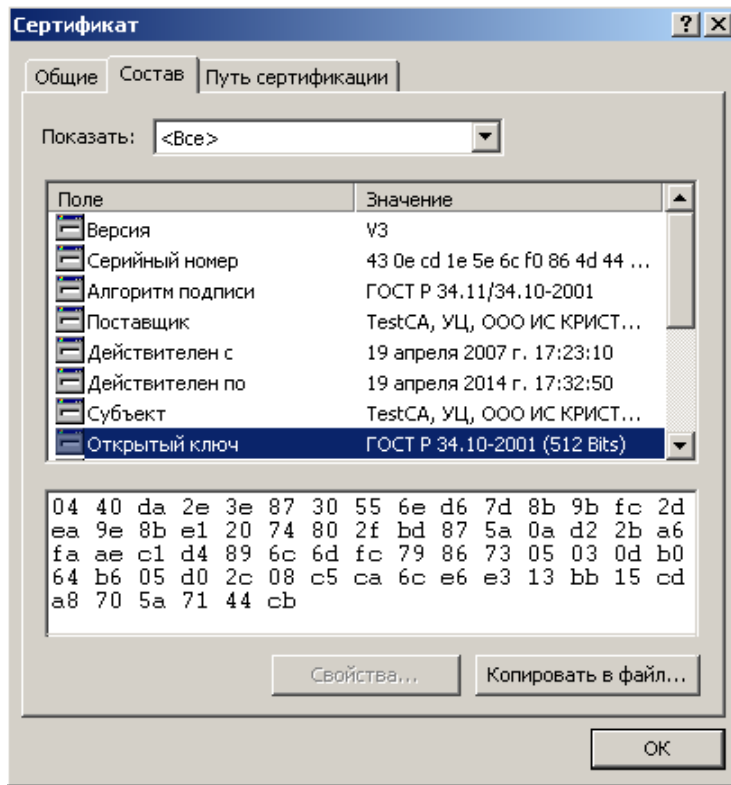 Сертификат
Общие Состав Путь сертификации
Показать: <Все>
Поле Значение
Версия V3
Серийный номер 43 0e cd 1e 5e 6c f0 86 4d 44 ...
Алгоритм подписи ГОСТ Р 34.11/34.10-2001
Поставщик TestCA, УЦ, ООО ИС КРИСТ...
Действителен с 19 апреля 2007 г. 17:23:10
Действителен по 19 апреля 2014 г. 17:32:50
Субъект TestCA, УЦ, ООО ИС КРИСТ...
Открытый ключ ГОСТ Р 34.10-2001 (512 Bits)
04 40 da 2e 3e 87 30 55 6e d6 7d 8b 9b fc 2d
ea 9e 8b e1 20 74 80 2f bd 87 5a 0a d2 2b a6
fa ae c1 d4 89 6c 6d fc 79 86 73 05 03 0d b0
64 b6 05 d0 2c 08 c5 ca 6c e6 e3 13 bb 15 cd
a8 70 5a 71 44 cb
Свойства... Копировать в файл...
ОК